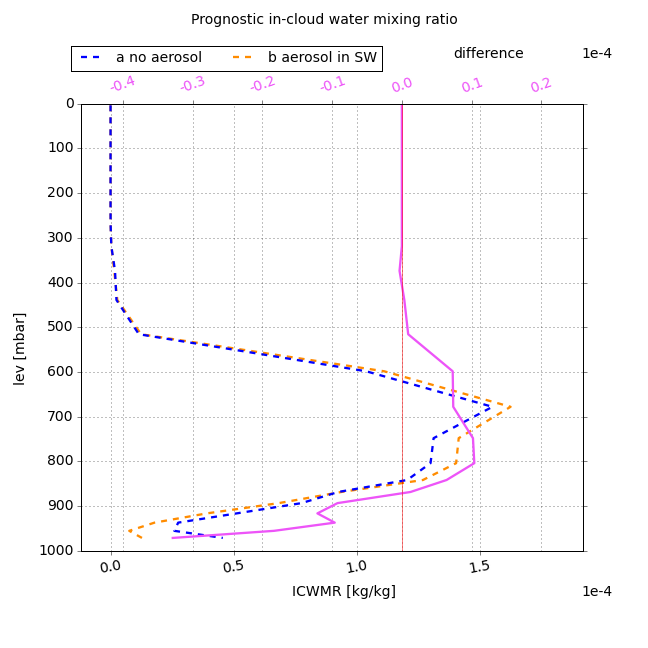 Prognostic in-cloud water mixing ratio
a no aerosol b aerosol in SW difference 1e-4
-0.4 -0.3 -0.2 -0.1 0.0 0.1 0.2
0
100
200
300
400
500
600
700
800
900
1000
lev [mbar]
0.0 0.5 1.0 1.5
ICWMR [kg/kg] 1e-4